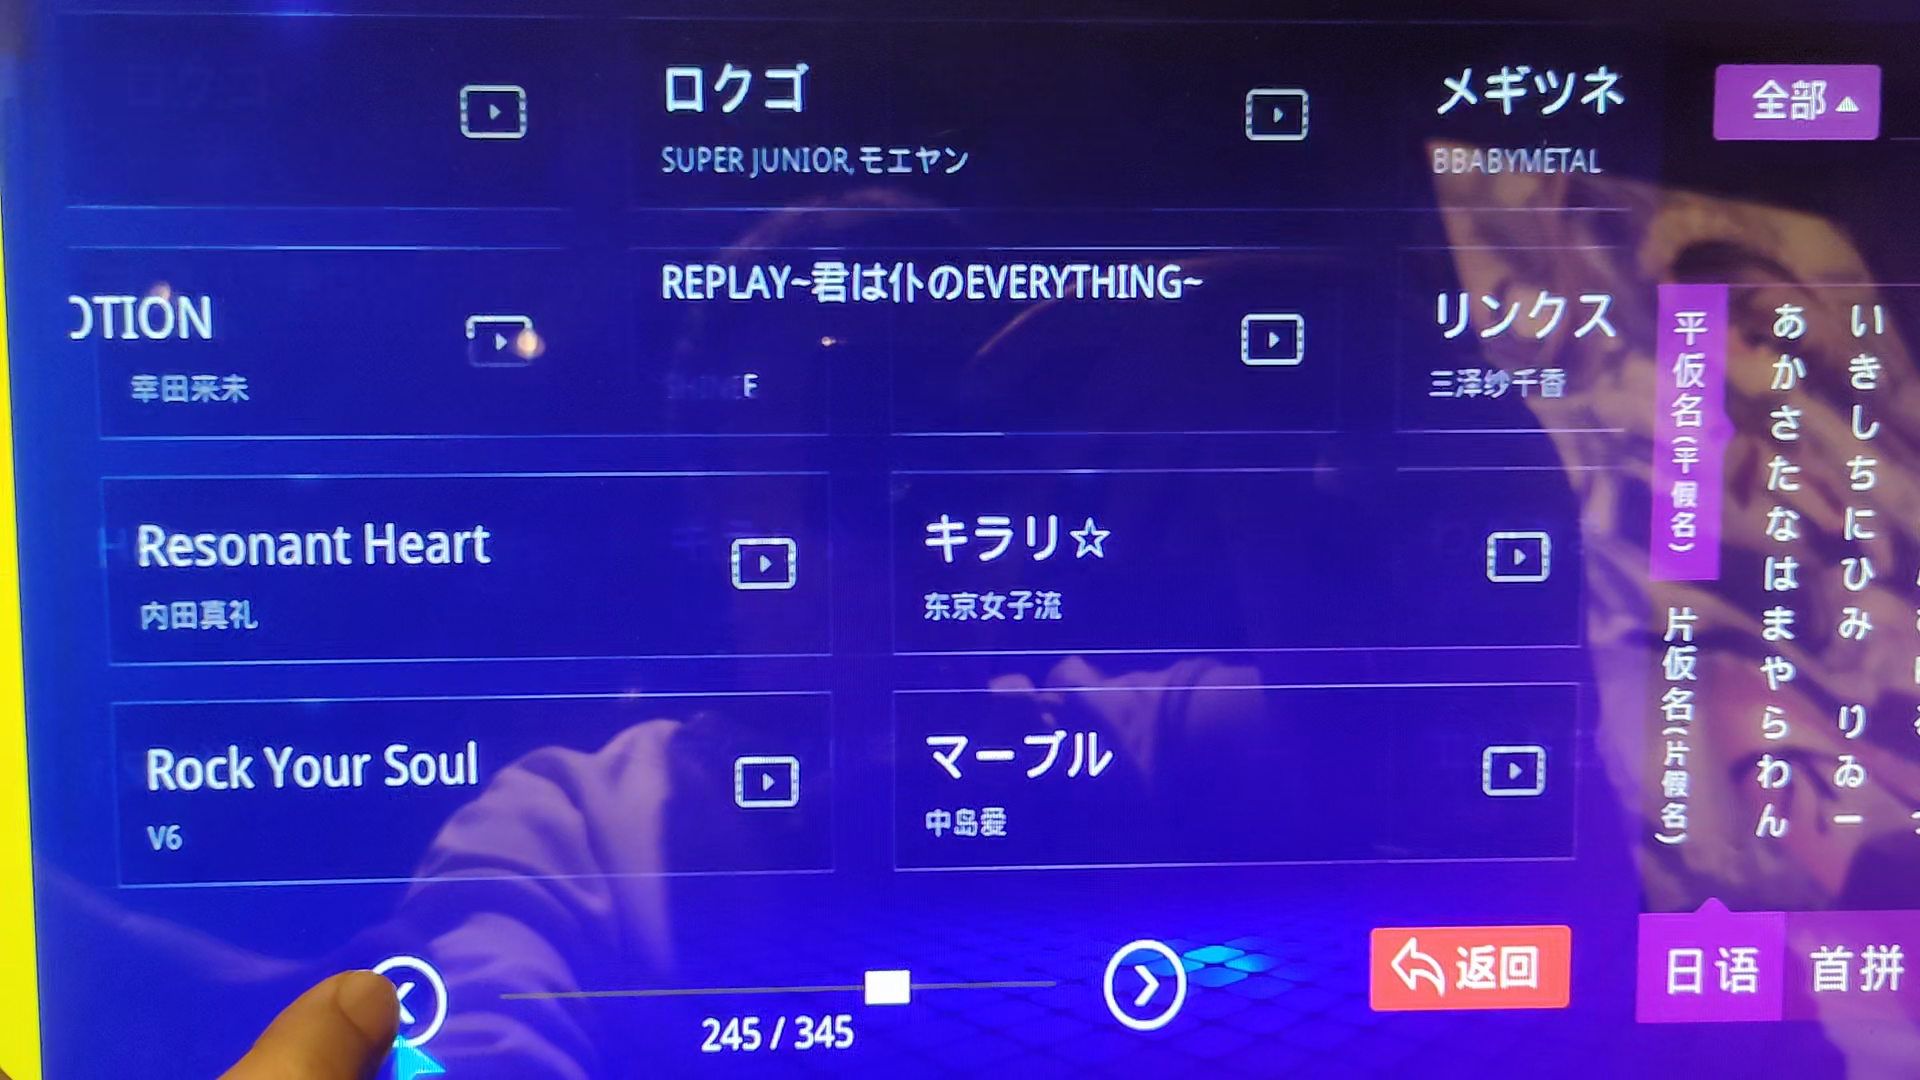 ロクゴ
SUPER JUNIOR,モエヤン
メギツネ
BBABYMETAL
全部
OTION
幸田来未
REPLAY~君は仆のEVERYTHING~
SHINEE
リンクス
三泽纱千香
Resonant Heart
内田真礼
キラリ☆
东京女子流
Rock Your Soul
V6
マーブル
中岛爱
245 / 345
返回
平仮名(平假名)
片仮名(片假名)
あかさたなはまやらわん
いきしちにひみ りゐー
日语
首拼